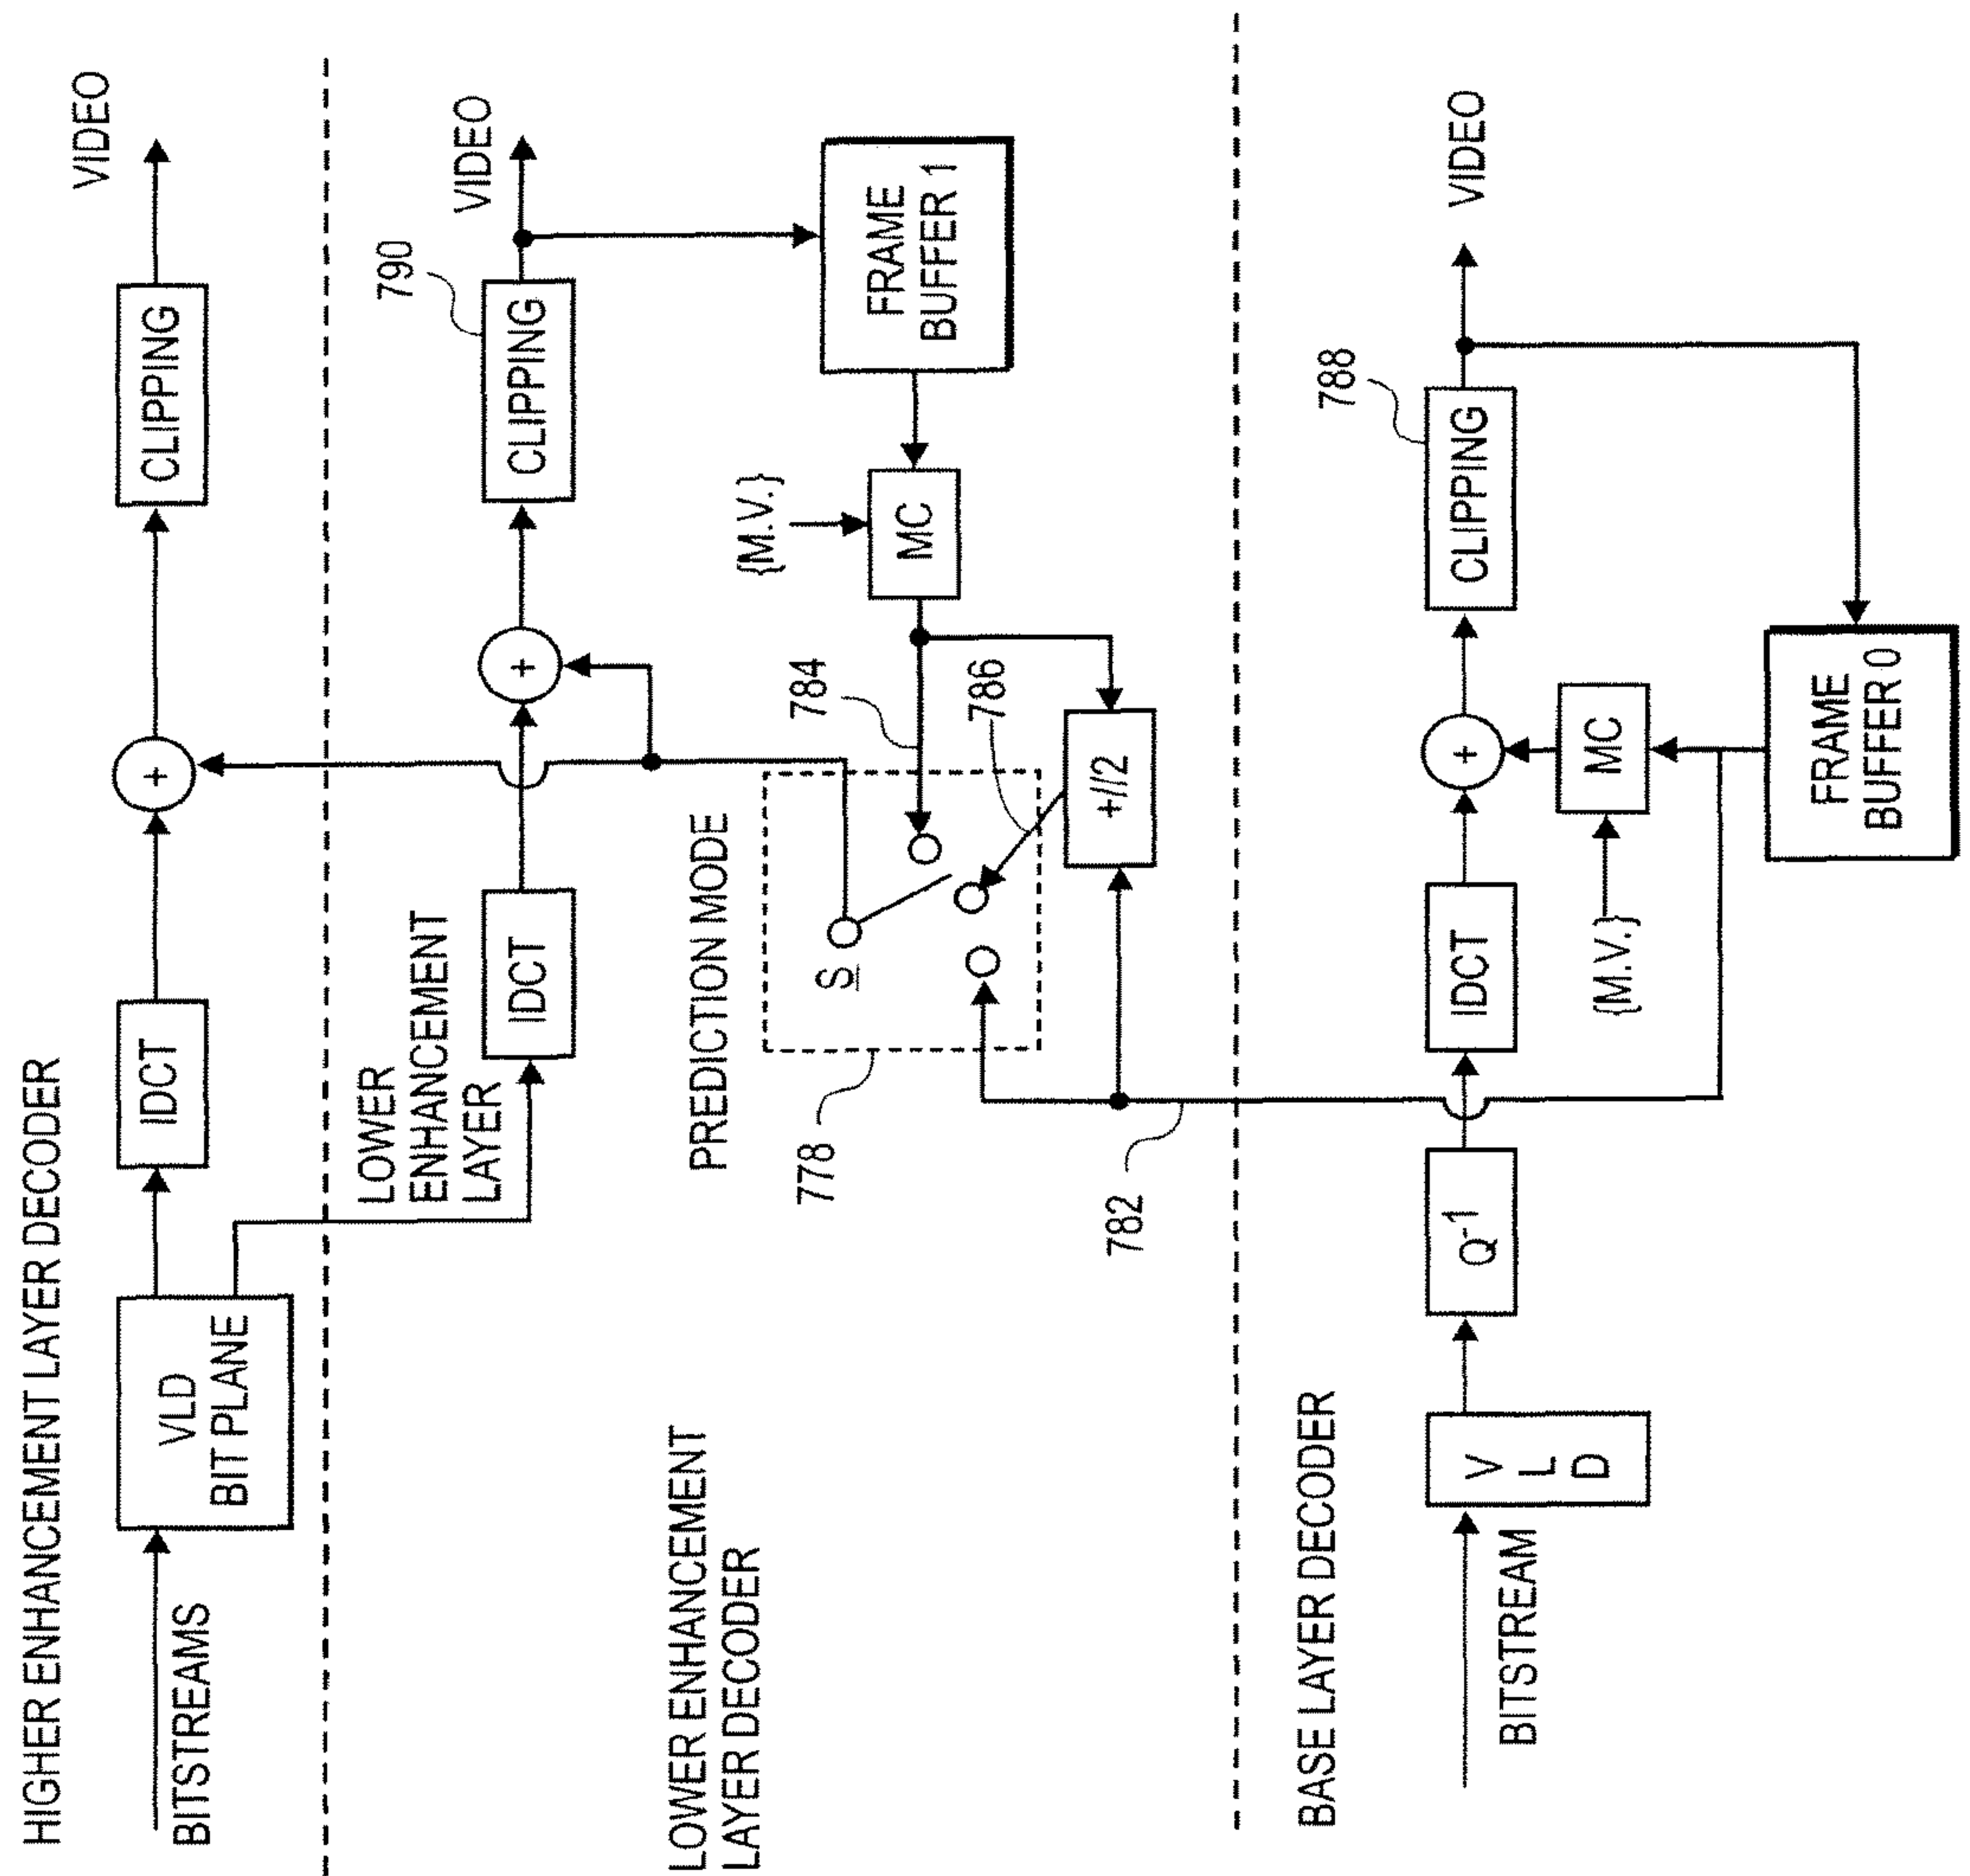 HIGHER ENHANCEMENT LAYER DECODER
BITSTREAMS
VLD
BIT PLANE
IDCT
+
CLIPPING
VIDEO
LOWER
ENHANCEMENT
LAYER
IDCT
+
CLIPPING
790
VIDEO
FRAME
BUFFER 1
{M.V.}
MC
784
786
+//2
PREDICTION MODE
S
778
782
LOWER ENHANCEMENT
LAYER DECODER
BASE LAYER DECODER
BITSTREAM
V
L
D
Q-1
IDCT
+
CLIPPING
788
VIDEO
{M.V.}
MC
FRAME
BUFFER 0